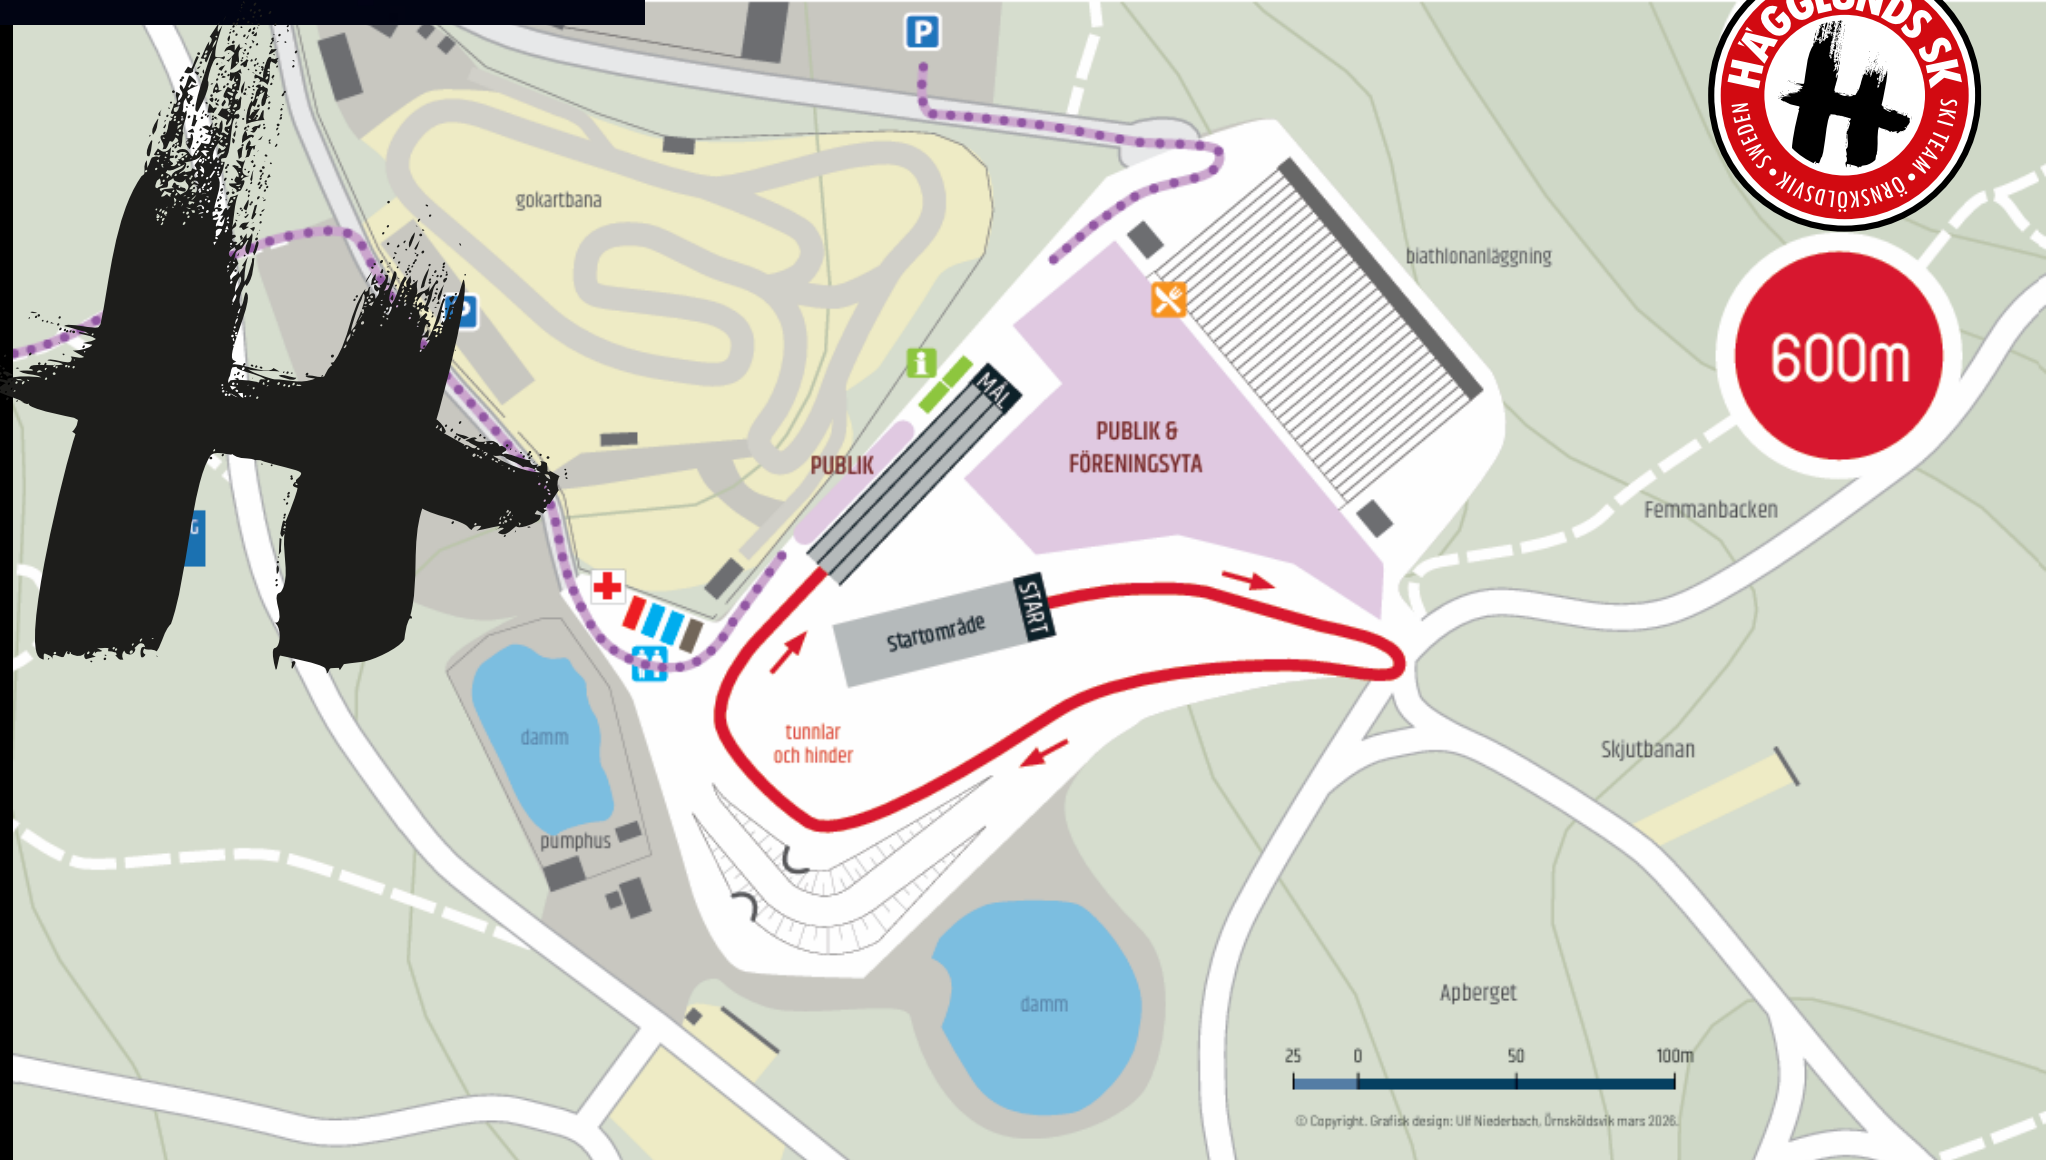 P
HÄGGLUNDS SK
SKI TEAM • ÖRNSKÖLDSVIK • SWEDEN
gokartbana
biathlonanläggning
P
600m
MÅL
PUBLIK &
FÖRENINGSYTA
PUBLIK
Femmanbacken
G
START
Startområde
tunnlar
och hinder
damm
Skjutbanan
pumphus
damm
Apberget
25 0 50 100m
© Copyright. Grafisk design: Ulf Niederbach, Örnsköldsvik mars 2026.